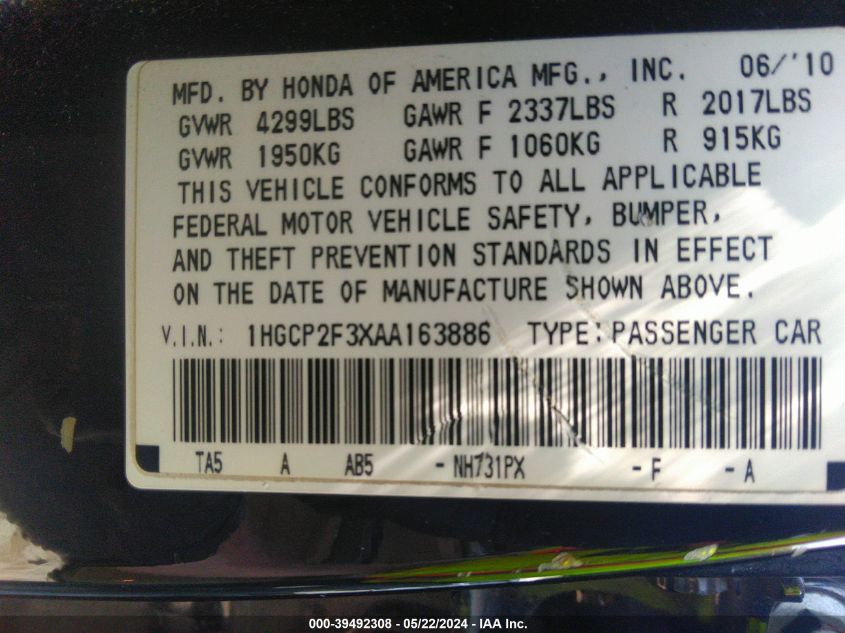 MFD. BY HONDA OF AMERICA MFG., INC. 06/'10
GVWR 4299LBS GAWR F 2337LBS R 2017LBS
GVWR 1950KG GAWR F 1060KG R 915KG
THIS VEHICLE CONFORMS TO ALL APPLICABLE
FEDERAL MOTOR VEHICLE SAFETY, BUMPER,
AND THEFT PREVENTION STANDARDS IN EFFECT
ON THE DATE OF MANUFACTURE SHOWN ABOVE.
V.I.N.: 1HGCP2F3XAA163886 TYPE:PASSENGER CAR
TA5 A AB5 -NH731PX -F -A
000-39492308 - 05/22/2024 - IAA Inc.